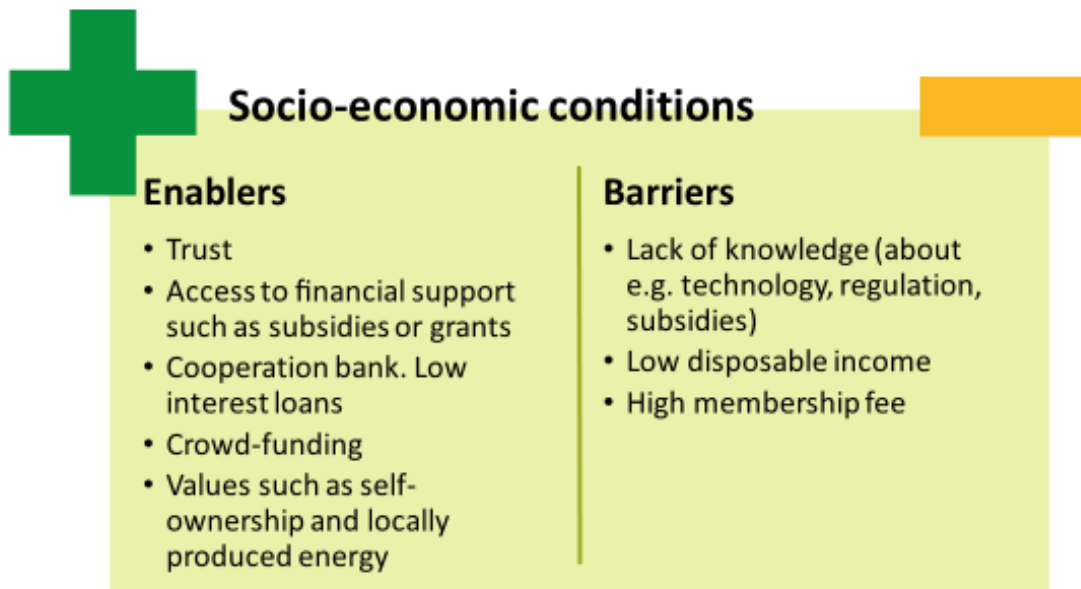 Socio-economic conditions
Enablers
• Trust
• Access to financial support
such as subsidies or grants
• Cooperation bank. Low
interest loans
• Crowd-funding
• Values such as self-
ownership and locally
produced energy
Barriers
• Lack of knowledge (about
e.g. technology, regulation,
subsidies)
• Low disposable income
• High membership fee